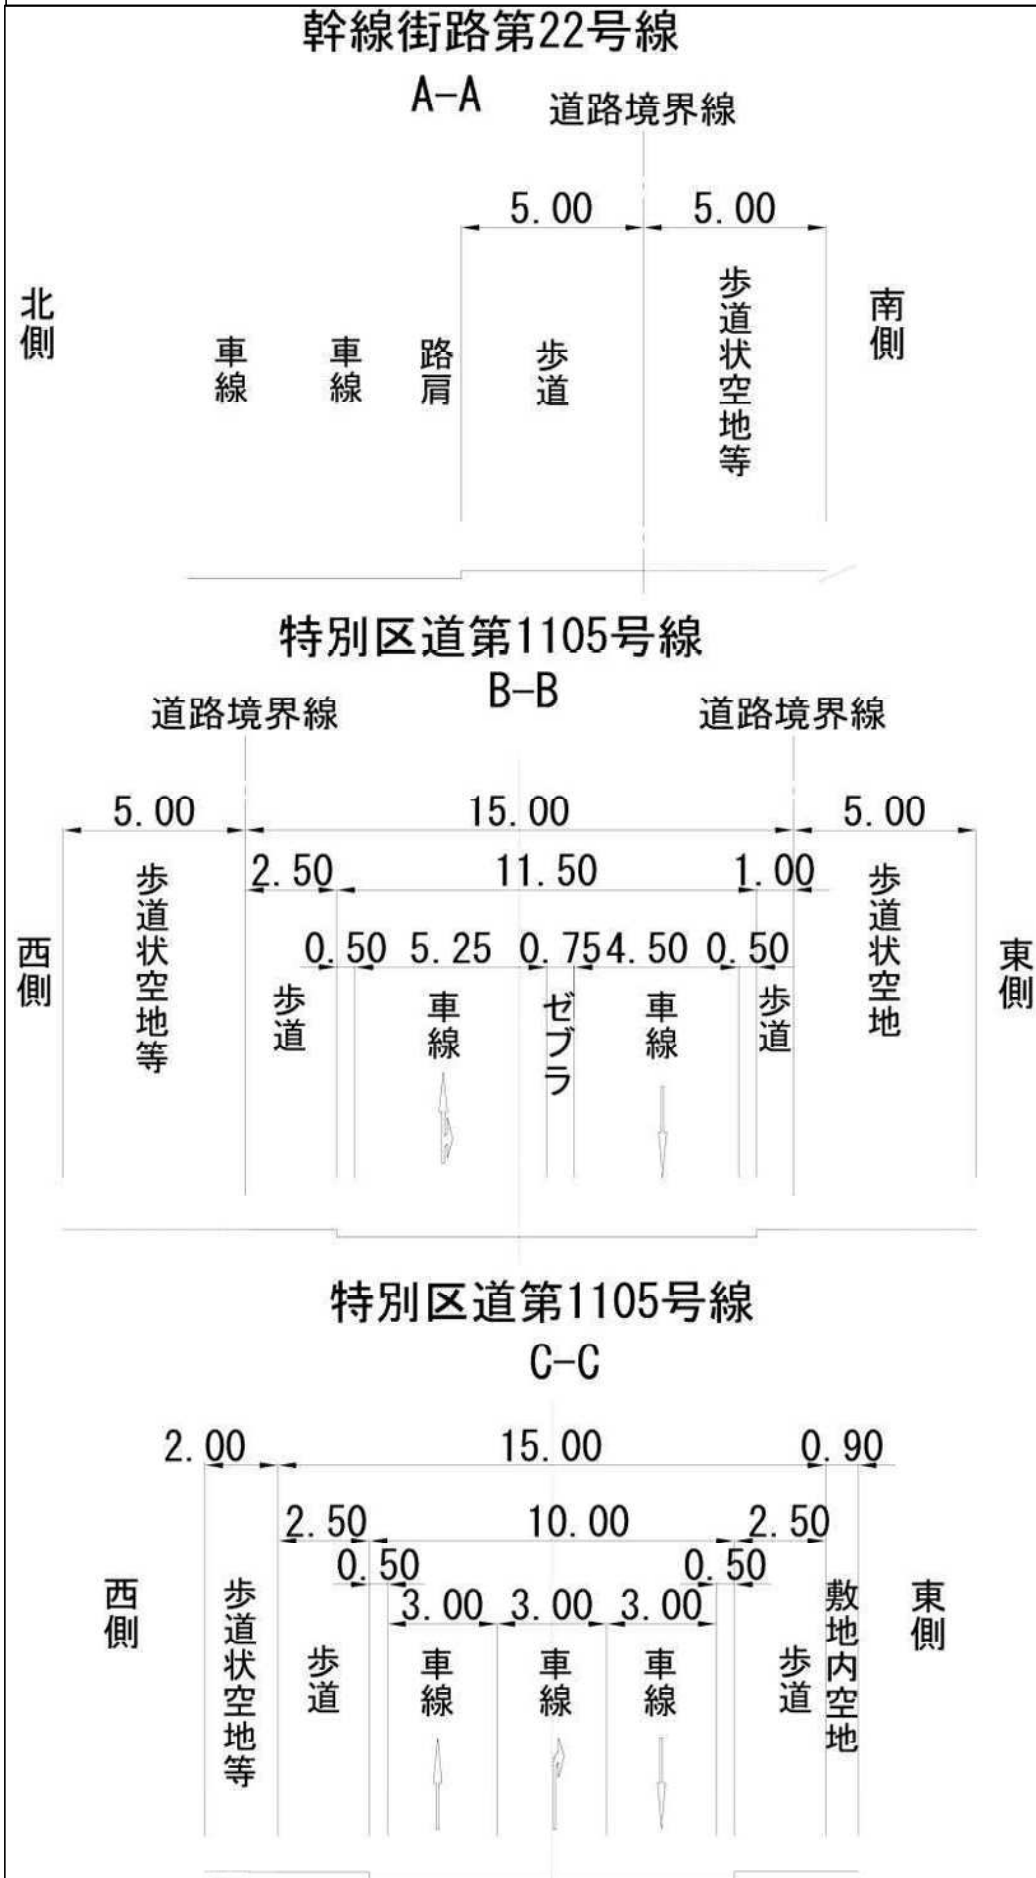 幹線街路第22号線
A-A
道路境界線
5.00 5.00
北側
車線
車線
路肩
歩道
歩道状空地等
南側
特別区道第1105号線
B-B
道路境界線 道路境界線
5.00 15.00 5.00
2.50 11.50 1.00
0.50 5.25 0.75 4.50 0.50
西側
歩道状空地等
歩道
車線
ゼブラ
車線
歩道
歩道状空地
東側
特別区道第1105号線
C-C
2.00 15.00 0.90
2.50 10.00 2.50
0.50 0.50
3.00 3.00 3.00
西側
歩道状空地等
歩道
車線
車線
車線
歩道
敷地内空地
東側